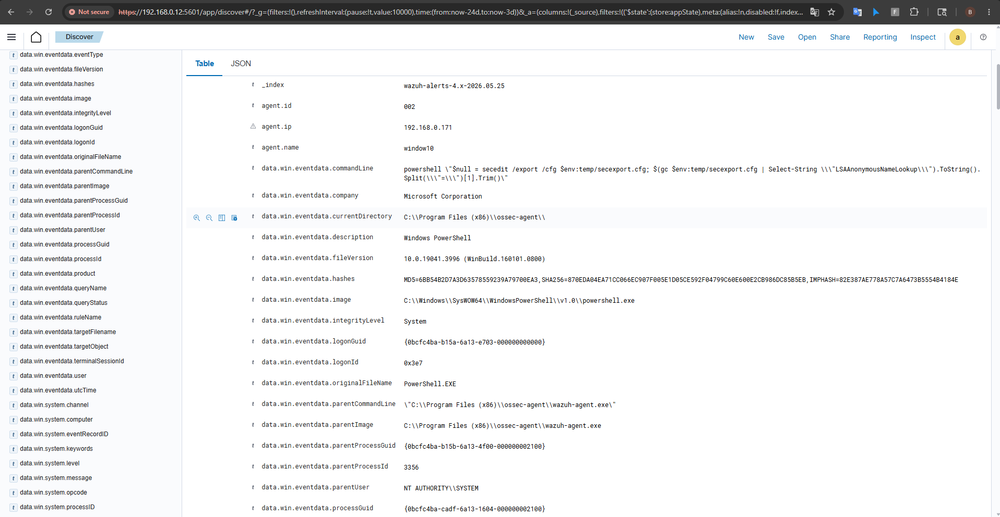 Not secure
https://192.168.0.12:5601/app/discover#/?_g=(filters:!(),refreshInterval:(pause:!t,value:10000),time:(from:now-24d,to:now-3d))&_a=(columns:!(_source),filters:!(('$state':(store:appState),meta:(alias:!n,disabled:!f,index...
F
B
Discover
New
Save
Open
Share
Reporting
Inspect
a
t data.win.eventdata.eventType
t data.win.eventdata.fileVersion
t data.win.eventdata.hashes
t data.win.eventdata.image
t data.win.eventdata.integrityLevel
t data.win.eventdata.logonGuid
t data.win.eventdata.logonId
t data.win.eventdata.originalFileName
t data.win.eventdata.parentCommandLine
t data.win.eventdata.parentImage
t data.win.eventdata.parentProcessGuid
t data.win.eventdata.parentProcessId
t data.win.eventdata.parentUser
t data.win.eventdata.processGuid
t data.win.eventdata.processId
t data.win.eventdata.product
t data.win.eventdata.queryName
t data.win.eventdata.queryStatus
t data.win.eventdata.ruleName
t data.win.eventdata.targetFilename
t data.win.eventdata.targetObject
t data.win.eventdata.terminalSessionId
t data.win.eventdata.user
t data.win.eventdata.utcTime
t data.win.system.channel
t data.win.system.computer
t data.win.system.eventRecordID
t data.win.system.keywords
t data.win.system.level
t data.win.system.message
t data.win.system.opcode
t data.win.system.processID
Table
JSON
t _index wazuh-alerts-4.x-2026.05.25
t agent.id 002
agent.ip 192.168.0.171
t agent.name window10
t data.win.eventdata.commandLine powershell \"$null = secedit /export /cfg $env:temp/secexport.cfg; $(gc $env:temp/secexport.cfg | Select-String \\\"LSAAnonymousNameLookup\\\").ToString().
Split(\\\"=\\\")[1].Trim()\"
t data.win.eventdata.company Microsoft Corporation
t data.win.eventdata.currentDirectory C:\\Program Files (x86)\\ossec-agent\\
t data.win.eventdata.description Windows PowerShell
t data.win.eventdata.fileVersion 10.0.19041.3996 (WinBuild.160101.0800)
t data.win.eventdata.hashes MD5=6BB54B2D7A3D63578559239A79700EA3,SHA256=870EDA04EA71CC066EC907F005E1D05CE592F04799C60E600E2CB986DC85B5EB,IMPHASH=82E387AE778A57C7A6473B5554B4184E
t data.win.eventdata.image C:\\Windows\\SysWOW64\\WindowsPowerShell\\v1.0\\powershell.exe
t data.win.eventdata.integrityLevel System
t data.win.eventdata.logonGuid {0bcfc4ba-b15a-6a13-e703-000000000000}
t data.win.eventdata.logonId 0x3e7
t data.win.eventdata.originalFileName PowerShell.EXE
t data.win.eventdata.parentCommandLine \"C:\\Program Files (x86)\\ossec-agent\\wazuh-agent.exe\"
t data.win.eventdata.parentImage C:\\Program Files (x86)\\ossec-agent\\wazuh-agent.exe
t data.win.eventdata.parentProcessGuid {0bcfc4ba-b15b-6a13-4f00-000000002100}
t data.win.eventdata.parentProcessId 3356
t data.win.eventdata.parentUser NT AUTHORITY\\SYSTEM
t data.win.eventdata.processGuid {0bcfc4ba-cadf-6a13-1604-000000002100}